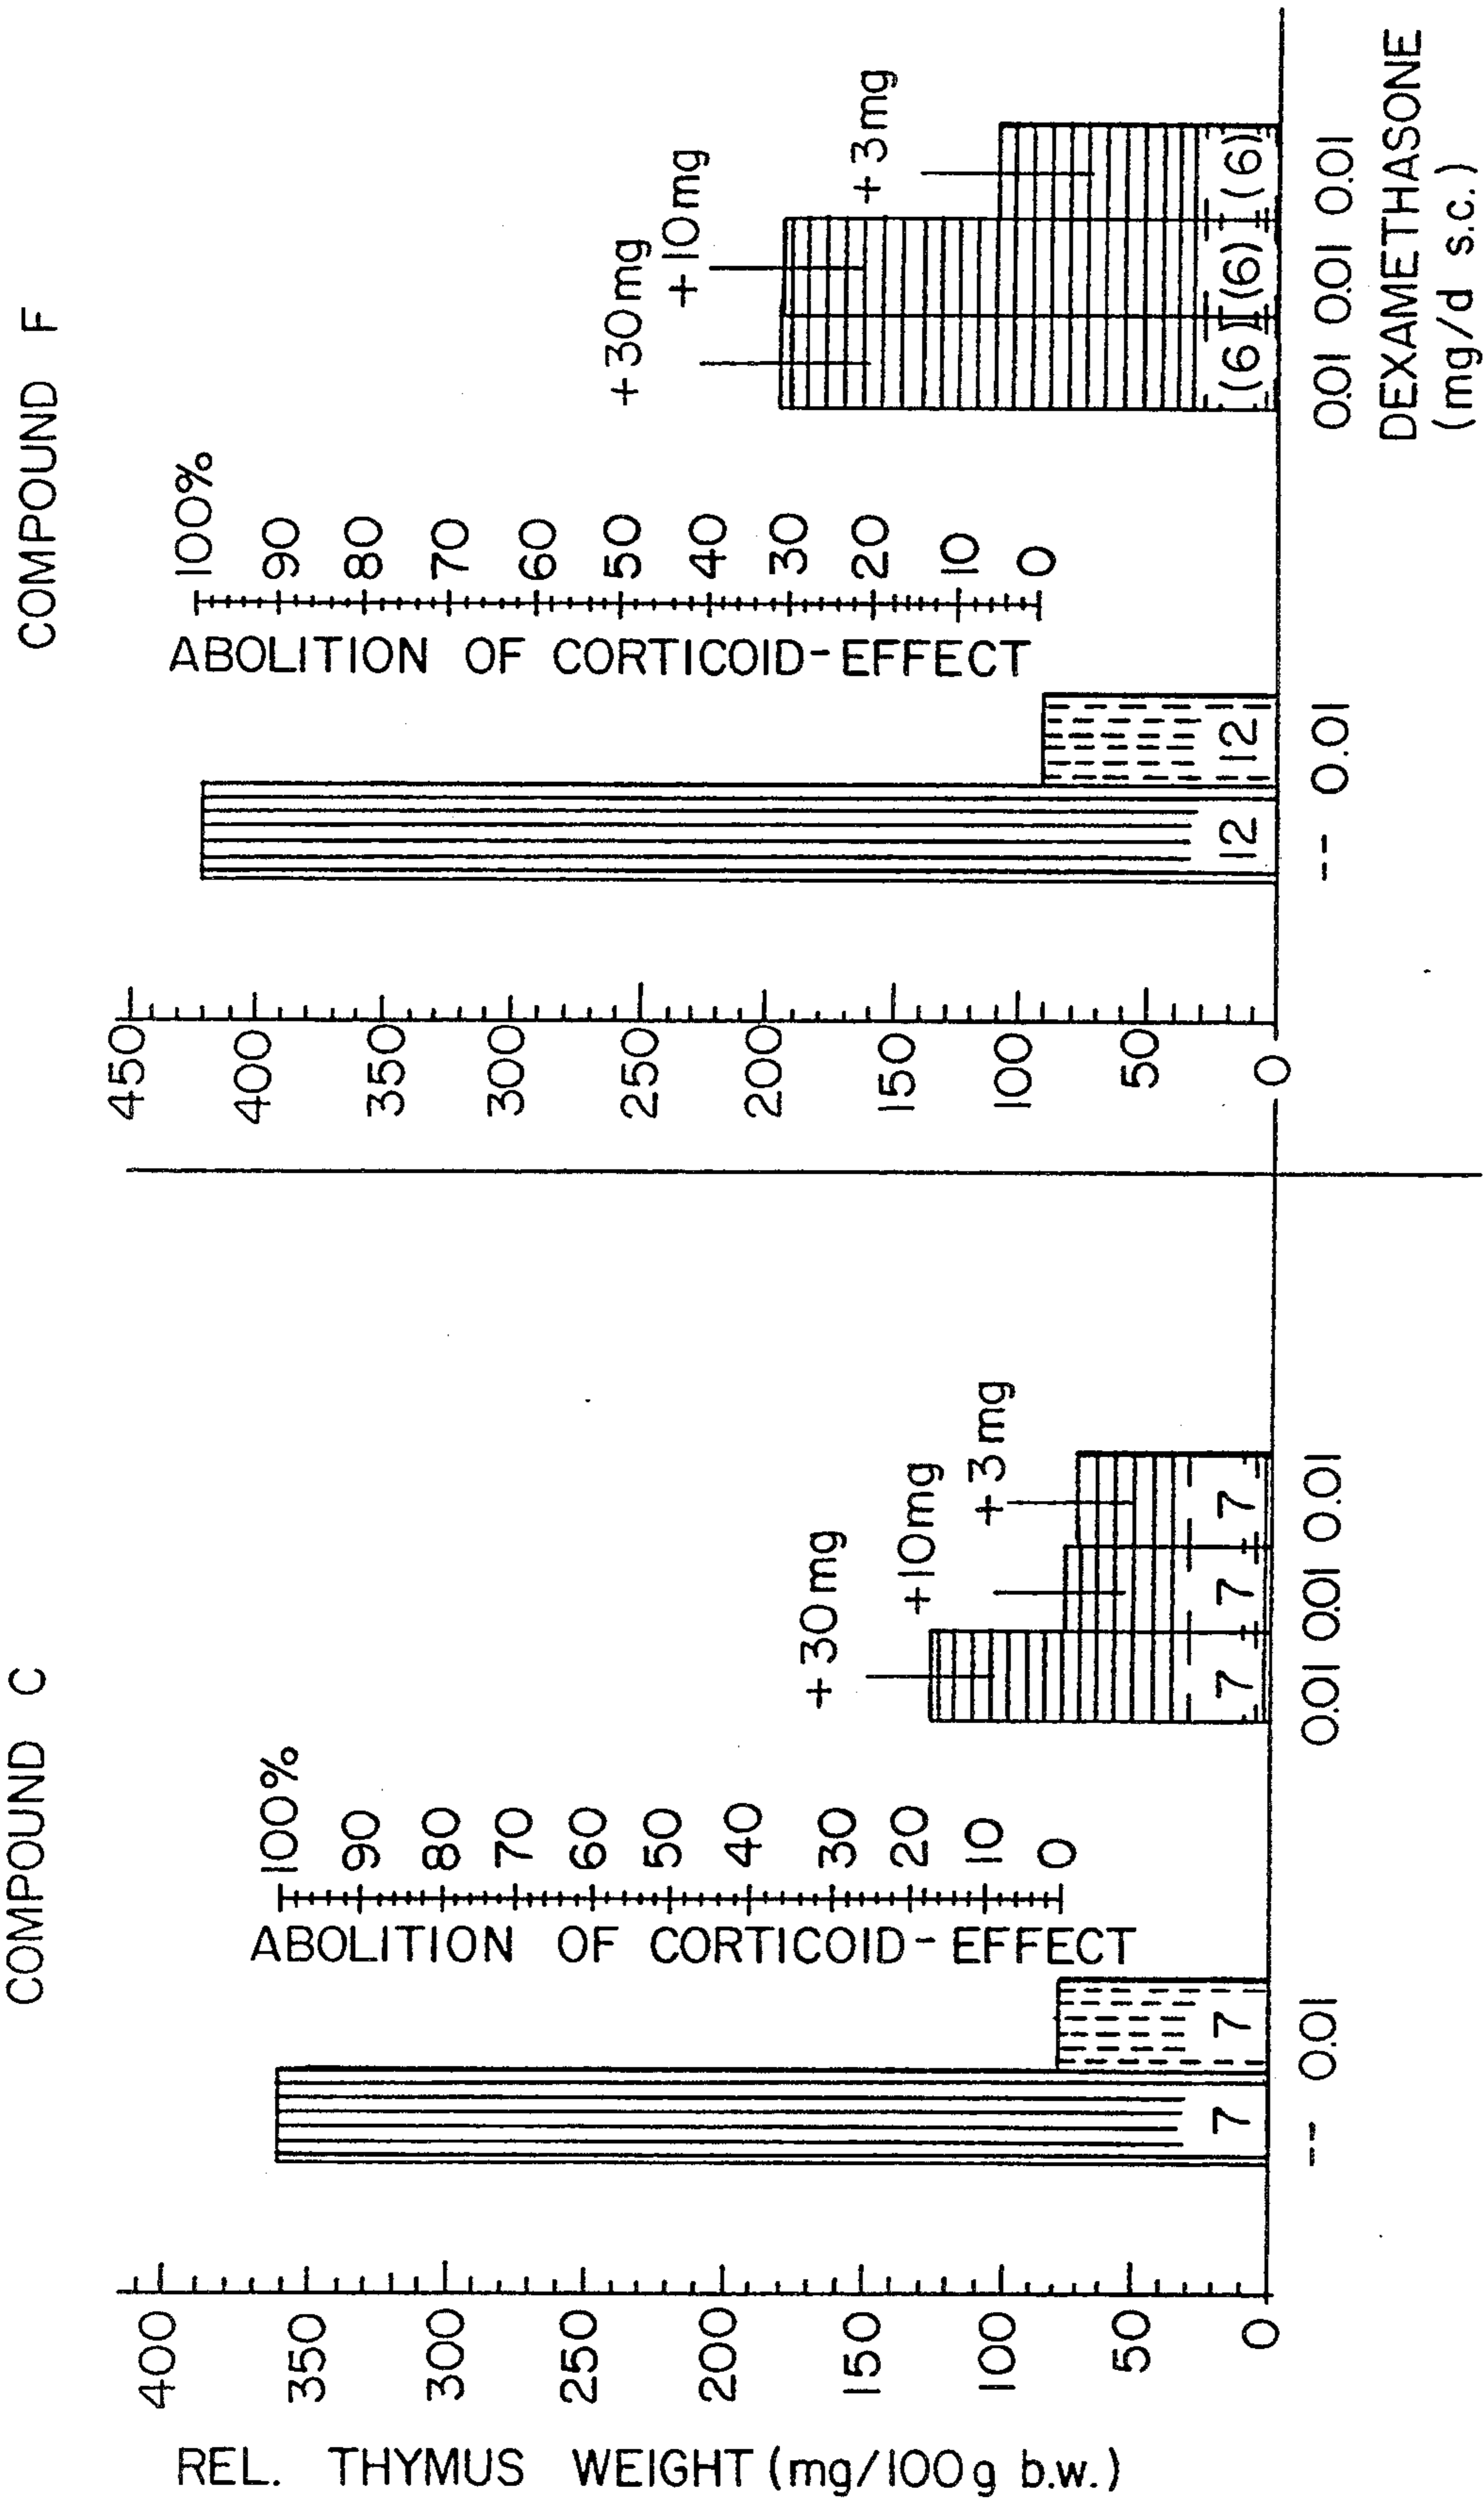 COMPOUND C
COMPOUND F
REL. THYMUS WEIGHT (mg/100g b.w.)
400
350
300
250
200
150
100
50
0
7
7
-- 0.01
ABOLITION OF CORTICOID-EFFECT
100%
90
80
70
60
50
40
30
20
10
0
+30mg
+10mg
+3mg
7 7 7
0.01 0.01 0.01
450
400
350
300
250
200
150
100
50
0
12
12
-- 0.01
ABOLITION OF CORTICOID-EFFECT
100%
90
80
70
60
50
40
30
20
10
0
+30mg
+10mg
+3mg
(6) (6) (6)
0.01 0.01 0.01
DEXAMETHASONE
(mg/d s.c.)